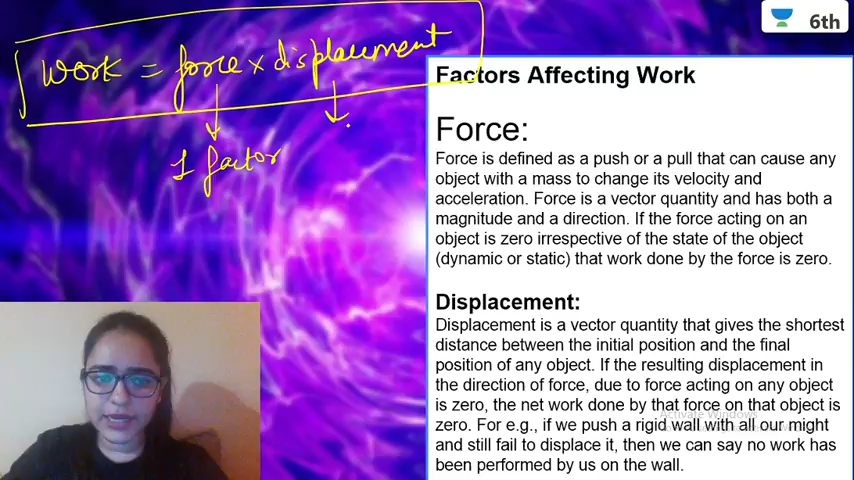 6th
work = force × displacement
1 factor
Factors Affecting Work
Force:
Force is defined as a push or a pull that can cause any
object with a mass to change its velocity and
acceleration. Force is a vector quantity and has both a
magnitude and a direction. If the force acting on an
object is zero irrespective of the state of the object
(dynamic or static) that work done by the force is zero.
Displacement:
Displacement is a vector quantity that gives the shortest
distance between the initial position and the final
position of any object. If the resulting displacement in
the direction of force, due to force acting on any object
is zero, the net work done by that force on that object is
zero. For e.g., if we push a rigid wall with all our might
and still fail to displace it, then we can say no work has
been performed by us on the wall.
Activate Windows